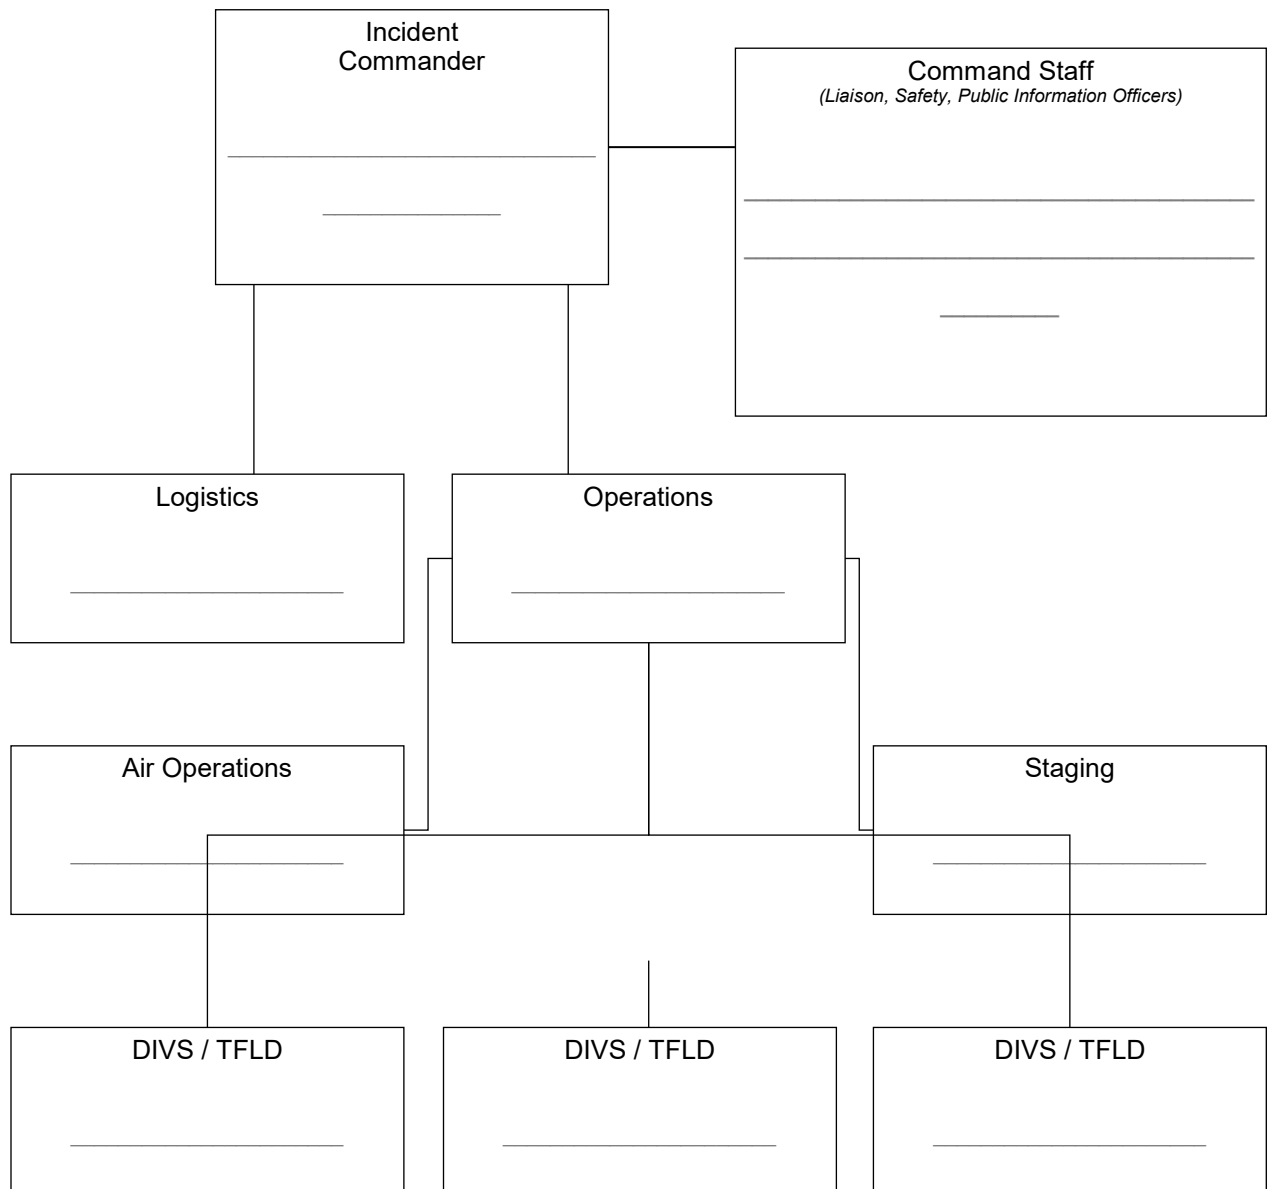 Incident
Commander
Command Staff
(Liaison, Safety, Public Information Officers)
Logistics
Operations
Air Operations
Staging
DIVS / TFLD
DIVS / TFLD
DIVS / TFLD